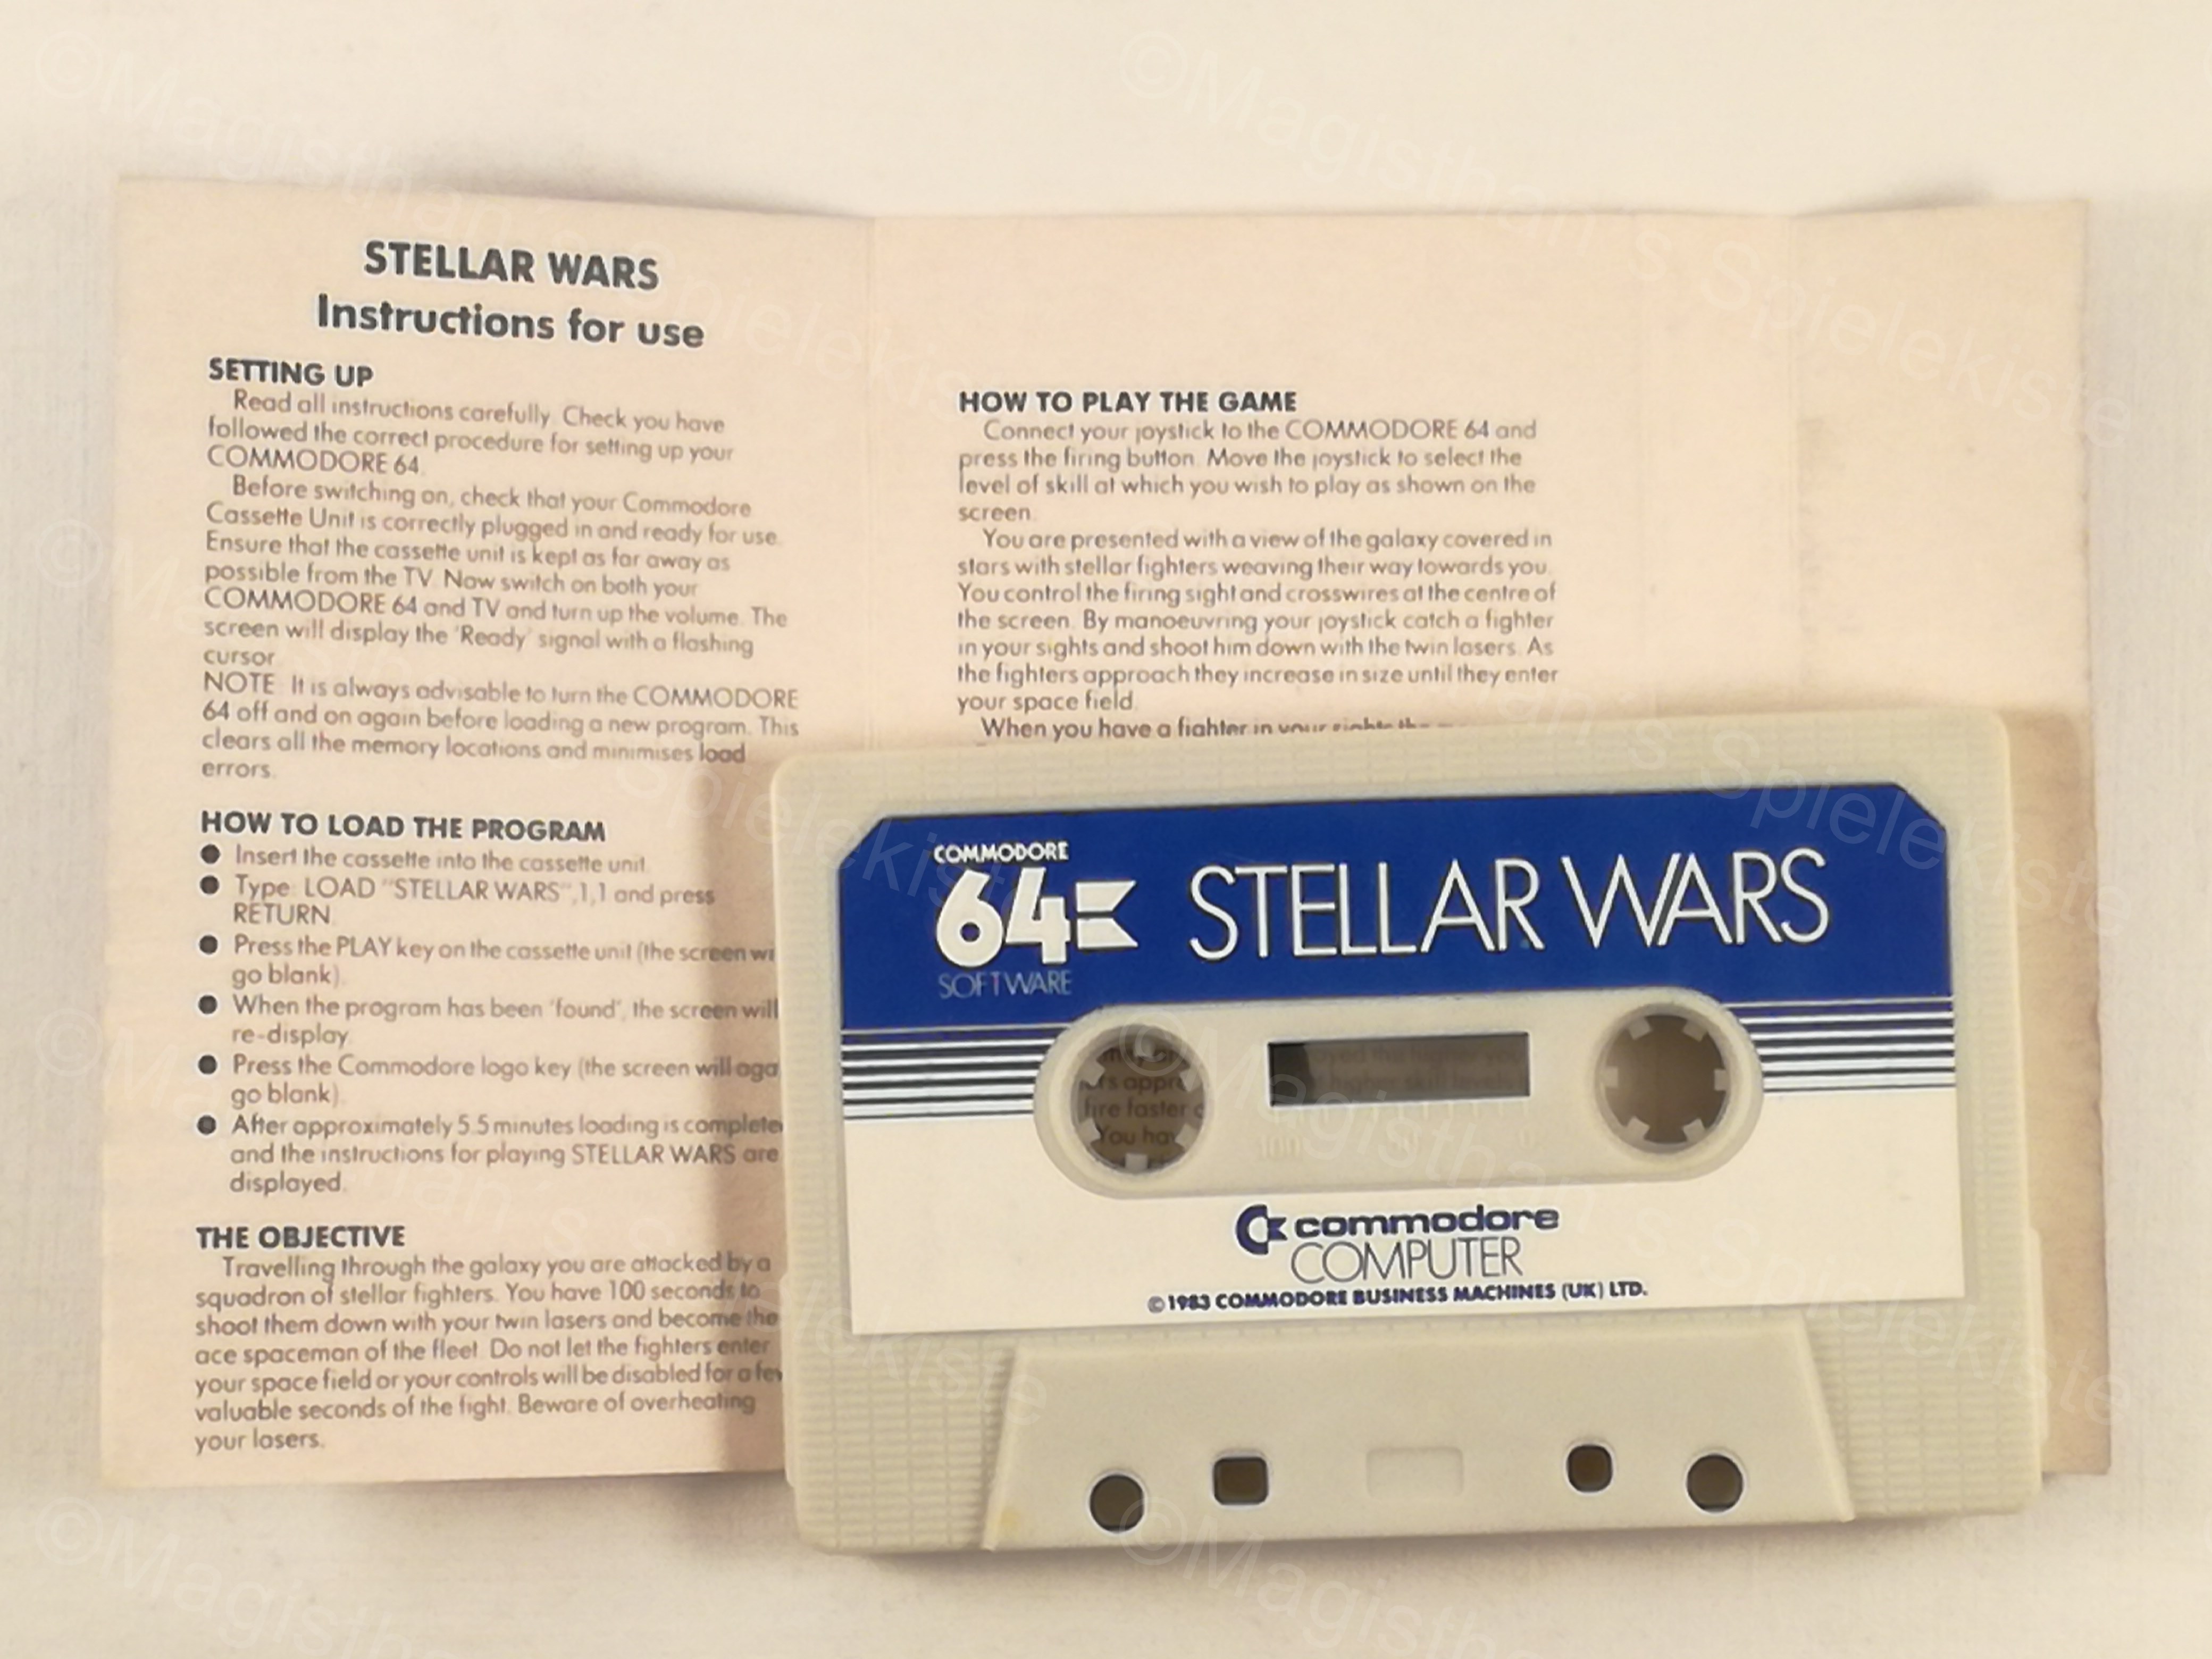 STELLAR WARS
Instructions for use
SETTING UP
Read all instructions carefully. Check you have
followed the correct procedure for setting up your
COMMODORE 64.
Before switching on, check that your Commodore
Cassette Unit is correctly plugged in and ready for use.
Ensure that the cassette unit is kept as far away as
possible from the TV. Now switch on both your
COMMODORE 64 and TV and turn up the volume. The
screen will display the 'Ready' signal with a flashing
cursor.
NOTE: It is always advisable to turn the COMMODORE
64 off and on again before loading a new program. This
clears all the memory locations and minimises load
errors.
HOW TO LOAD THE PROGRAM
● Insert the cassette into the cassette unit.
● Type: LOAD "STELLAR WARS",1,1 and press
RETURN.
● Press the PLAY key on the cassette unit (the screen
go blank).
● When the program has been 'found', the screen will
re-display.
● Press the Commodore logo key (the screen will
go blank).
● After approximately 5.5 minutes loading is complete
and the instructions for playing STELLAR WARS are
displayed.
THE OBJECTIVE
Travelling through the galaxy you are attacked by a
squadron of stellar fighters. You have 100 seconds to
shoot them down with your twin lasers and become the
ace spaceman of the fleet. Do not let the fighters enter
your space field or your controls will be disabled for a
valuable seconds of the fight. Beware of overheating
your lasers.
HOW TO PLAY THE GAME
Connect your joystick to the COMMODORE 64 and
press the firing button. Move the joystick to select the
level of skill at which you wish to play as shown on the
screen.
You are presented with a view of the galaxy covered in
stars with stellar fighters weaving their way towards you.
You control the firing sight and crosswires at the centre of
the screen. By manoeuvring your joystick catch a fighter
in your sights and shoot him down with the twin lasers. As
the fighters approach they increase in size until they enter
your space field.
When you have a fighter in your sights the
COMMODORE
64
SOFTWARE
STELLAR WARS
fire faster
You
higher skill levels
100
commodore
COMPUTER
©1983 COMMODORE BUSINESS MACHINES (UK) LTD.
©Magisthan's Spielekiste
©Magisthan's Spielekiste